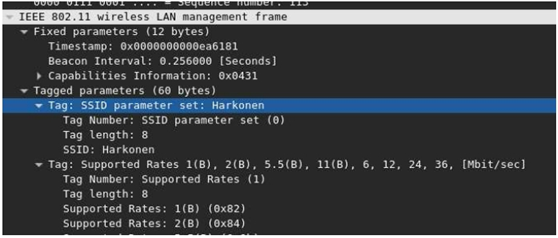 0000 0111 0001 .... = Sequence number: 113
IEEE 802.11 wireless LAN management frame
Fixed parameters (12 bytes)
Timestamp: 0x0000000000ea6181
Beacon Interval: 0.256000 [Seconds]
Capabilities Information: 0x0431
Tagged parameters (60 bytes)
Tag: SSID parameter set: Harkonen
Tag Number: SSID parameter set (0)
Tag length: 8
SSID: Harkonen
Tag: Supported Rates 1(B), 2(B), 5.5(B), 11(B), 6, 12, 24, 36, [Mbit/sec]
Tag Number: Supported Rates (1)
Tag length: 8
Supported Rates: 1(B) (0x82)
Supported Rates: 2(B) (0x84)